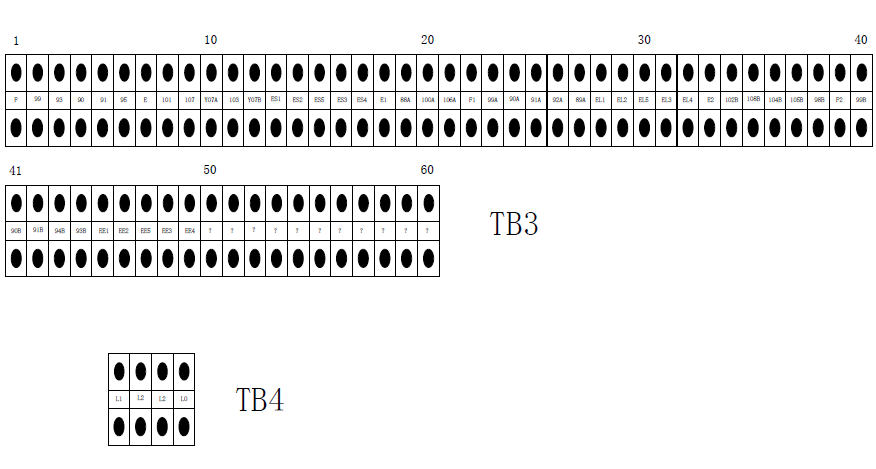 1 10 20 30 40
F 99 93 90 91 95 E 101 107 Y07A 103 Y07B ES1 ES2 ES5 ES3 ES4 E1 88A 100A 106A F1 99A 90A 91A 92A 89A EL1 EL2 EL5 EL3 EL4 E2 102B 108B 104B 105B 98B F2 99B
41 50 60
90B 91B 94B 93B EE1 EE2 EE5 EE3 EE4 ? ? ? ? ? ? ? ? ? ? ?
TB3
L1 L2 L2 L0
TB4